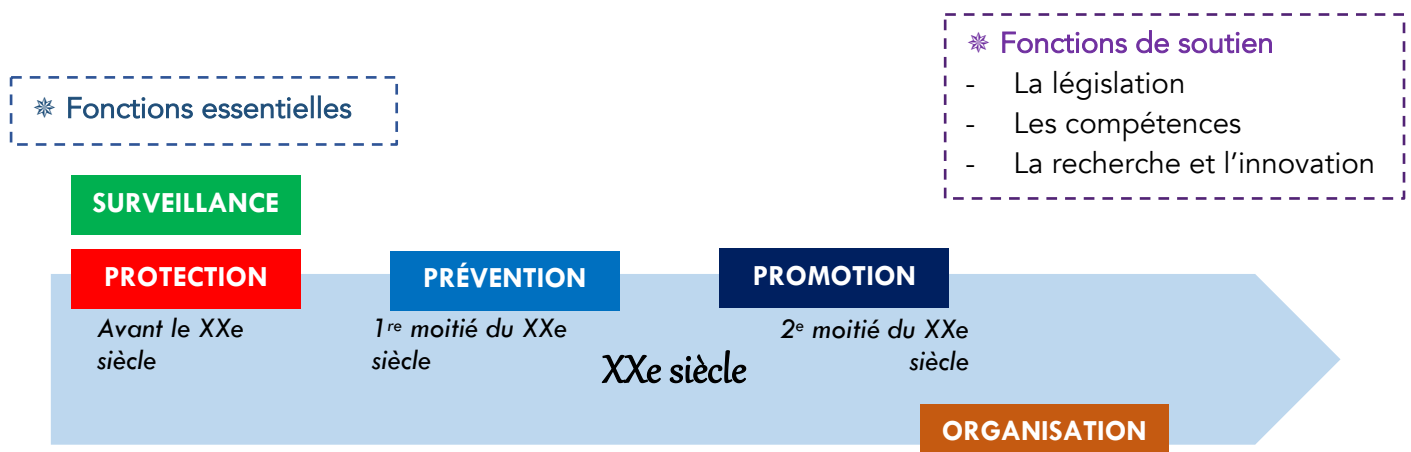 ✵ Fonctions essentielles
✵ Fonctions de soutien
- La législation
- Les compétences
- La recherche et l’innovation
SURVEILLANCE
PROTECTION
PRÉVENTION
PROMOTION
Avant le XXe
siècle
1re moitié du XXe
siècle
XXe siècle
2e moitié du XXe
siècle
ORGANISATION